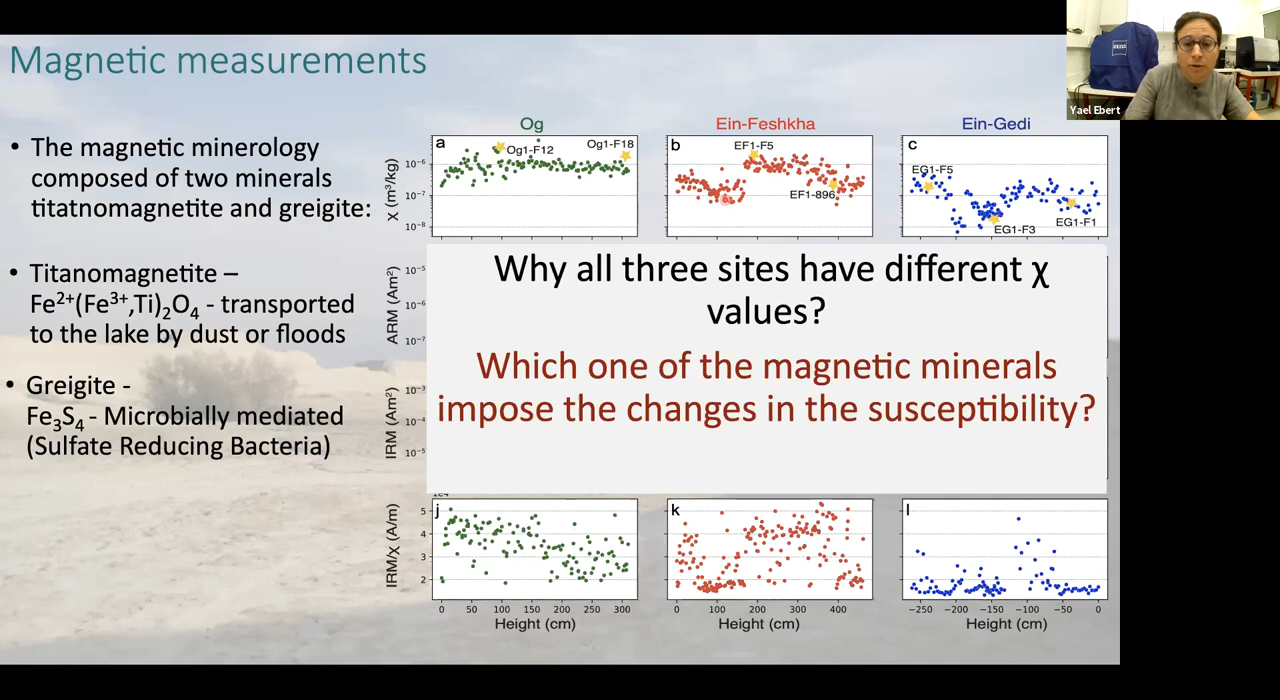 Magnetic measurements
• The magnetic minerology
composed of two minerals
titatnomagnetite and greigite:
• Titanomagnetite –
Fe²⁺(Fe³⁺,Ti)₂O₄ - transported
to the lake by dust or floods
• Greigite -
Fe₃S₄ - Microbially mediated
(Sulfate Reducing Bacteria)
Og
Ein-Feshkha
Ein-Gedi
χ (m³/kg)
10⁻⁶
10⁻⁷
10⁻⁸
a
Og1-F12
Og1-F18
b
EF1-F5
EF1-896
c
EG1-F5
EG1-F3
EG1-F1
ARM (Am²)
10⁻⁵
10⁻⁶
10⁻⁷
IRM (Am²)
10⁻³
10⁻⁴
10⁻⁵
Why all three sites have different χ
values?
Which one of the magnetic minerals
impose the changes in the susceptibility?
IRM/χ (A/m)
5
4
3
2
j
k
l
0 50 100 150 200 250 300
0 100 200 300 400
−250 −200 −150 −100 −50 0
Height (cm)
Height (cm)
Height (cm)
ZEISS
Yael Ebert